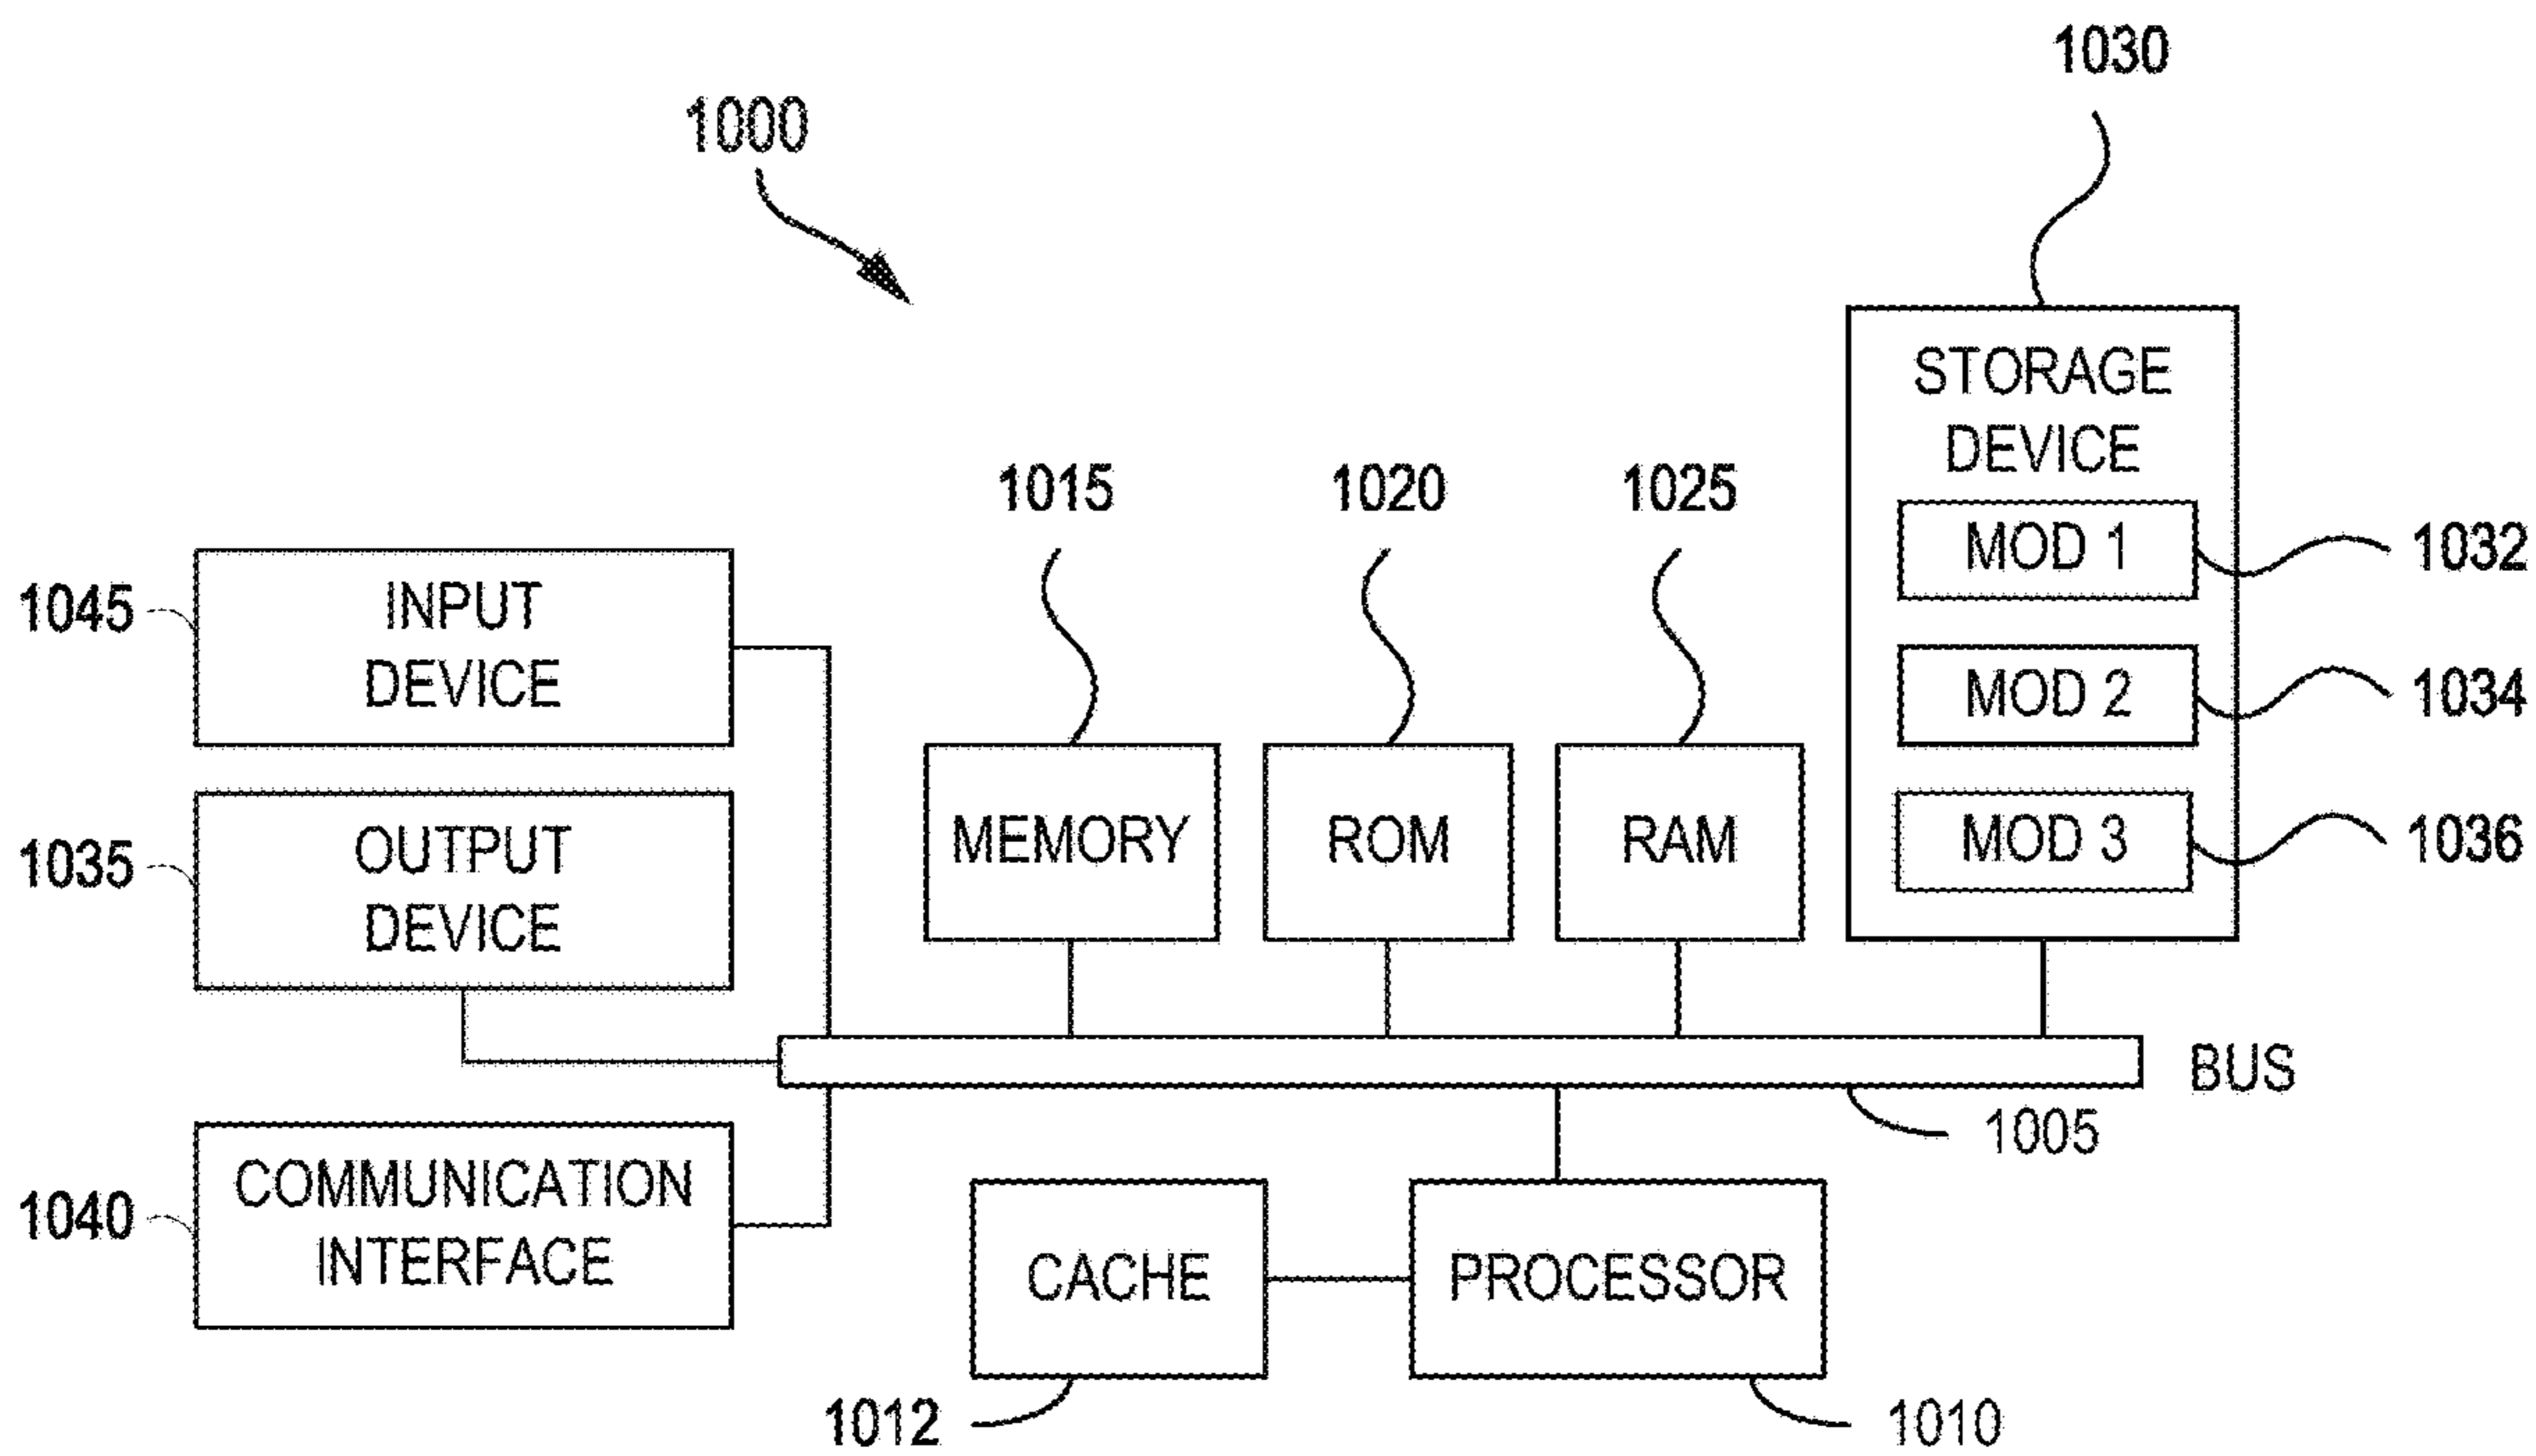 1030
1000
STORAGE
DEVICE
1015
1020
1025
MOD 1
1032
1045
INPUT
DEVICE
MOD 2
1034
1035
OUTPUT
DEVICE
MEMORY
ROM
RAM
MOD 3
1036
BUS
1005
1040
COMMUNICATION
INTERFACE
CACHE
PROCESSOR
1012
1010